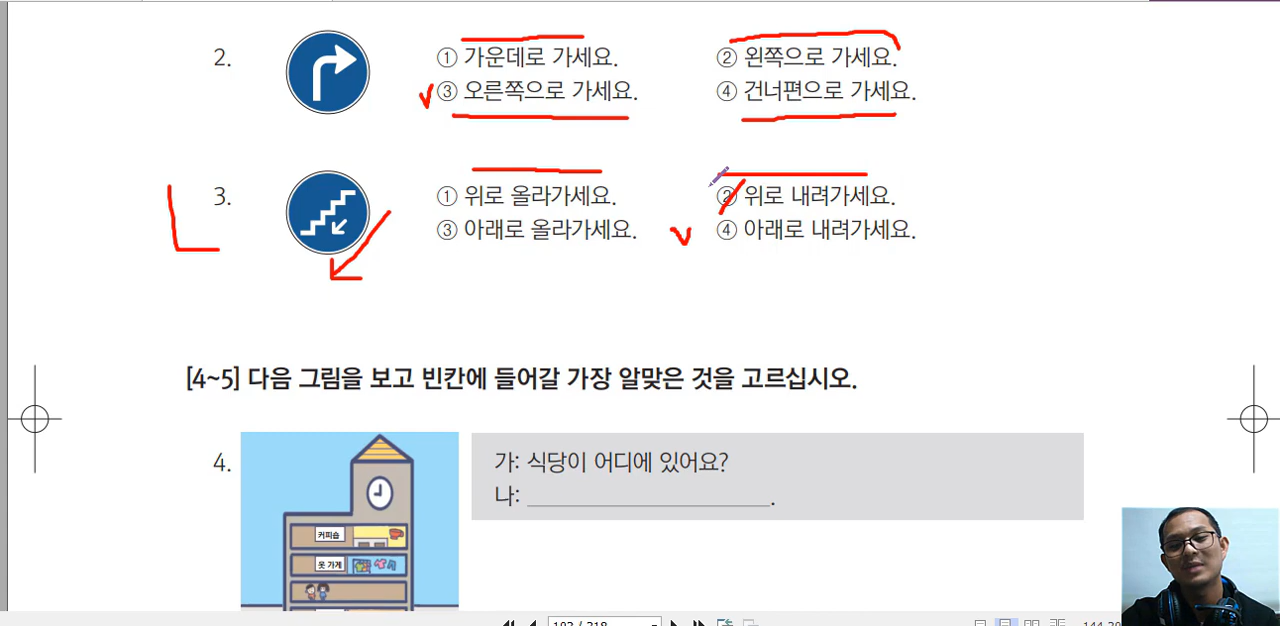 2.
① 가운데로 가세요. ② 왼쪽으로 가세요.
③ 오른쪽으로 가세요. ④ 건너편으로 가세요.
3.
① 위로 올라가세요. ② 위로 내려가세요.
③ 아래로 올라가세요. ④ 아래로 내려가세요.
[4~5] 다음 그림을 보고 빈칸에 들어갈 가장 알맞은 것을 고르십시오.
4.
가: 식당이 어디에 있어요?
나: ____________________.
커피숍
옷 가게